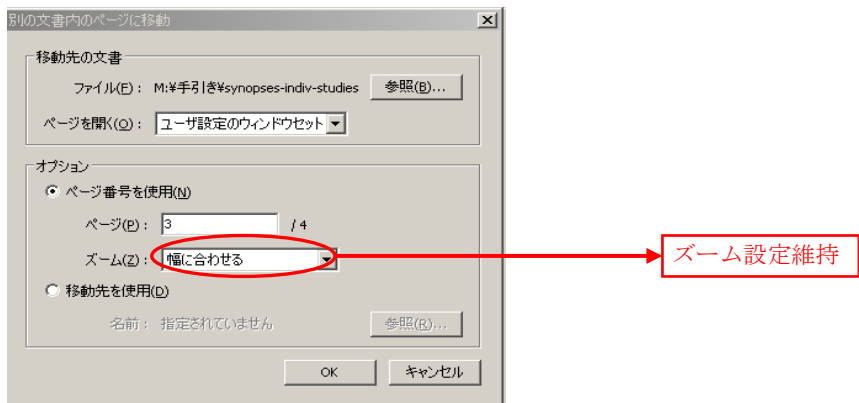 別の文書内のページに移動
移動先の文書
ファイル(F): M:¥手引き¥synopses-indiv-studies 参照(B)...
ページを開く(O): ユーザ設定のウィンドウセット
オプション
ページ番号を使用(N)
ページ(P): 3 / 4
ズーム(Z): 幅に合わせる
ズーム設定維持
移動先を使用(D)
名前: 指定されていません 参照(R)...
OK キャンセル